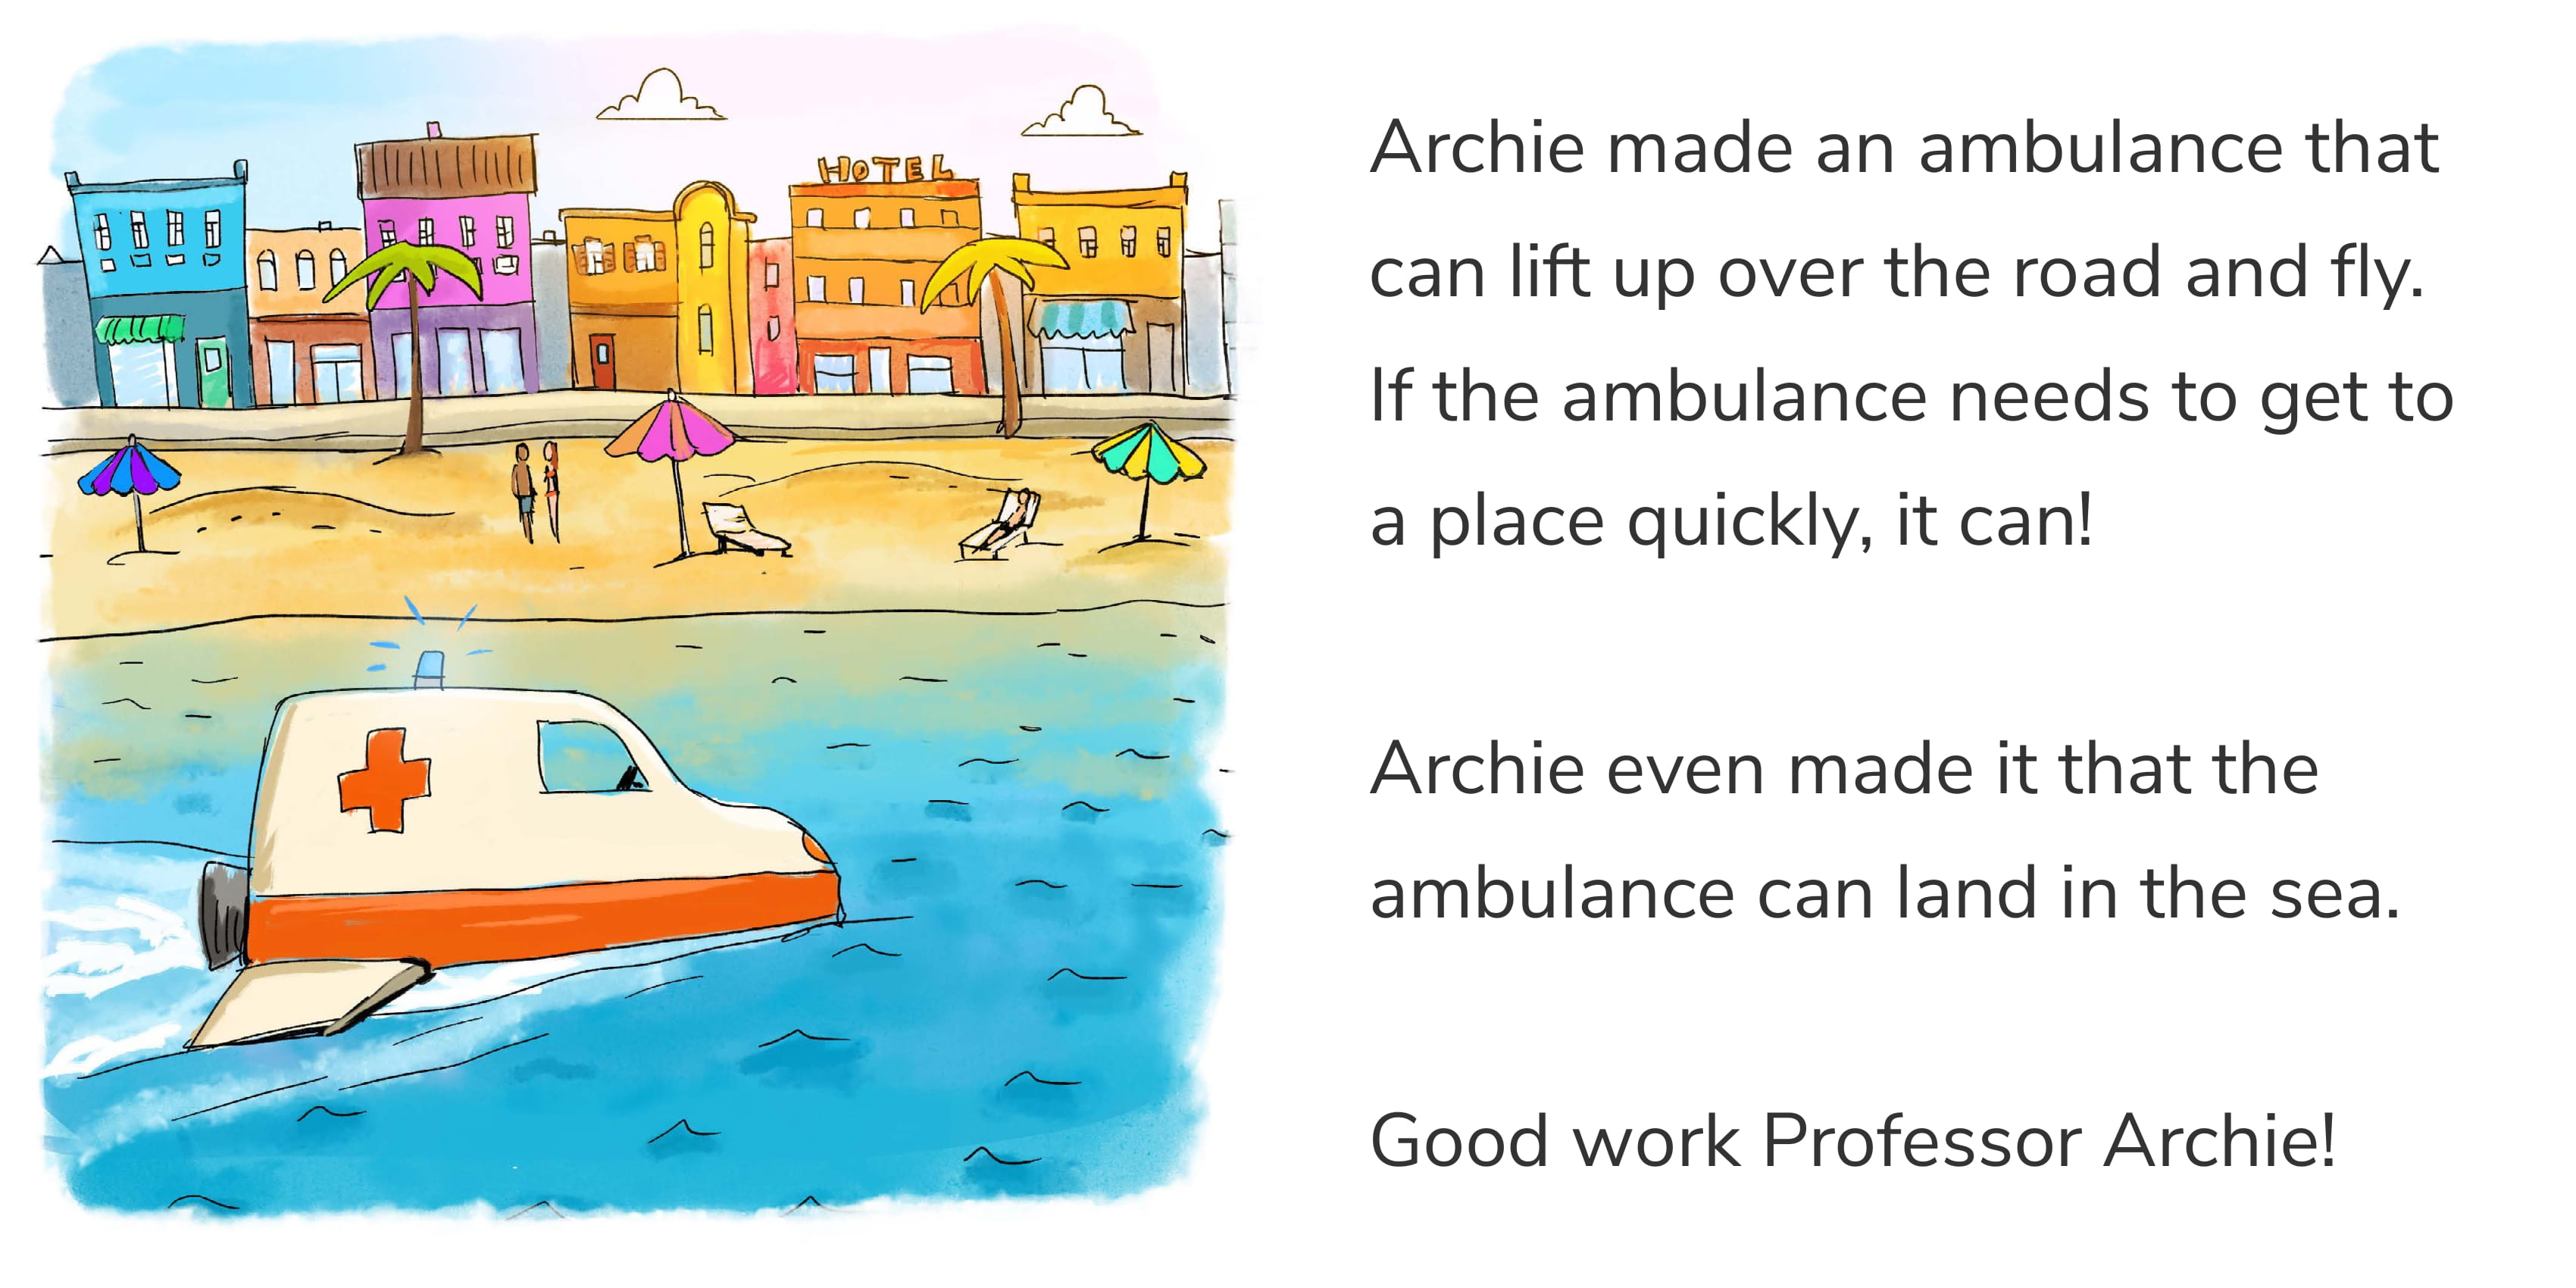 HOTEL
Archie made an ambulance that
can lift up over the road and fly.
If the ambulance needs to get to
a place quickly, it can!
Archie even made it that the
ambulance can land in the sea.
Good work Professor Archie!